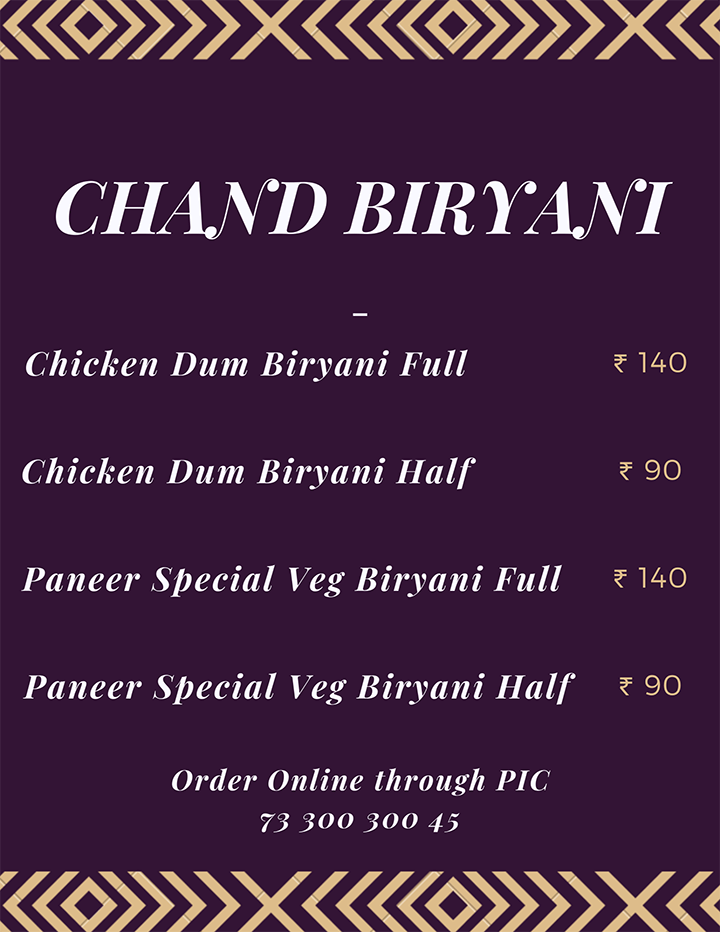 CHAND BIRYANI
–
Chicken Dum Biryani Full ₹ 140
Chicken Dum Biryani Half ₹ 90
Paneer Special Veg Biryani Full ₹ 140
Paneer Special Veg Biryani Half ₹ 90
Order Online through PIC
73 300 300 45